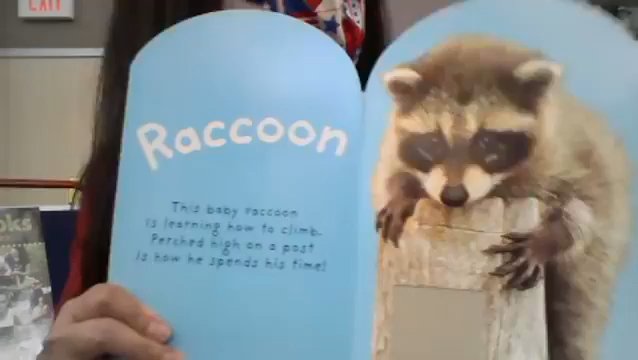 EXIT
Raccoon
This baby raccoon
is learning how to climb.
Perched high on a post
is how he spends his time!
oks